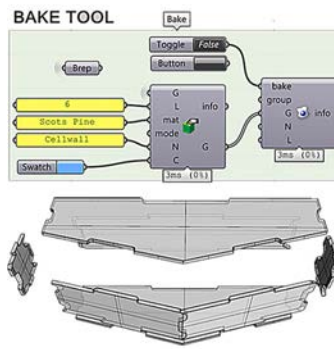 BAKE TOOL
Bake
Toggle False
Button
Brep
6
Scots Pine
Cellwall
Swatch
G
L
mat
mode
N
C
info
G
3ms (0%)
bake
group
G
N
L
info
3ms (0%)